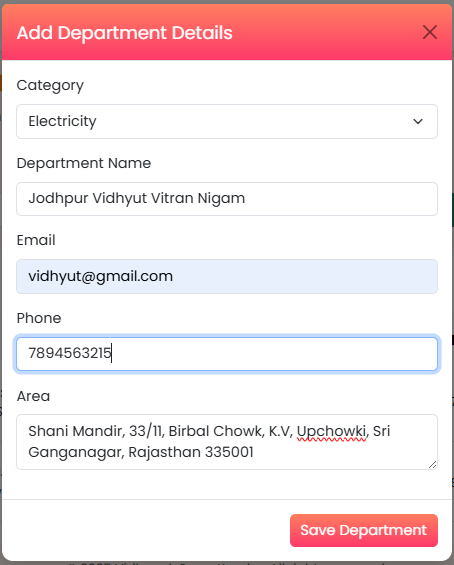 Add Department Details
Category
Electricity
Department Name
Jodhpur Vidhyut Vitran Nigam
Email
vidhyut@gmail.com
Phone
7894563215
Area
Shani Mandir, 33/11, Birbal Chowk, K.V, Upchowki, Sri
Ganganagar, Rajasthan 335001
Save Department